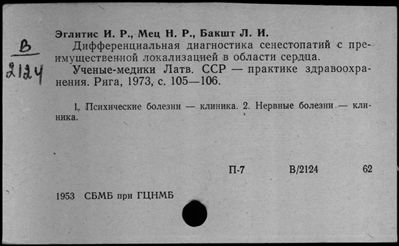 Эглитис И. Р., Мец Н. Р., Бакшт Л. И.
В
2124
Дифференциальная диагностика сенестопатий с пре-
имущественной локализацией в области сердца.
Ученые-медики Латв. ССР — практике здравоохра-
нения. Рига, 1973, с. 105—106.
1. Психические болезни — клиника. 2. Нервные болезни — кли-
ника.
П-7 В/2124 62
1953 СБМБ при ГЦНМБ